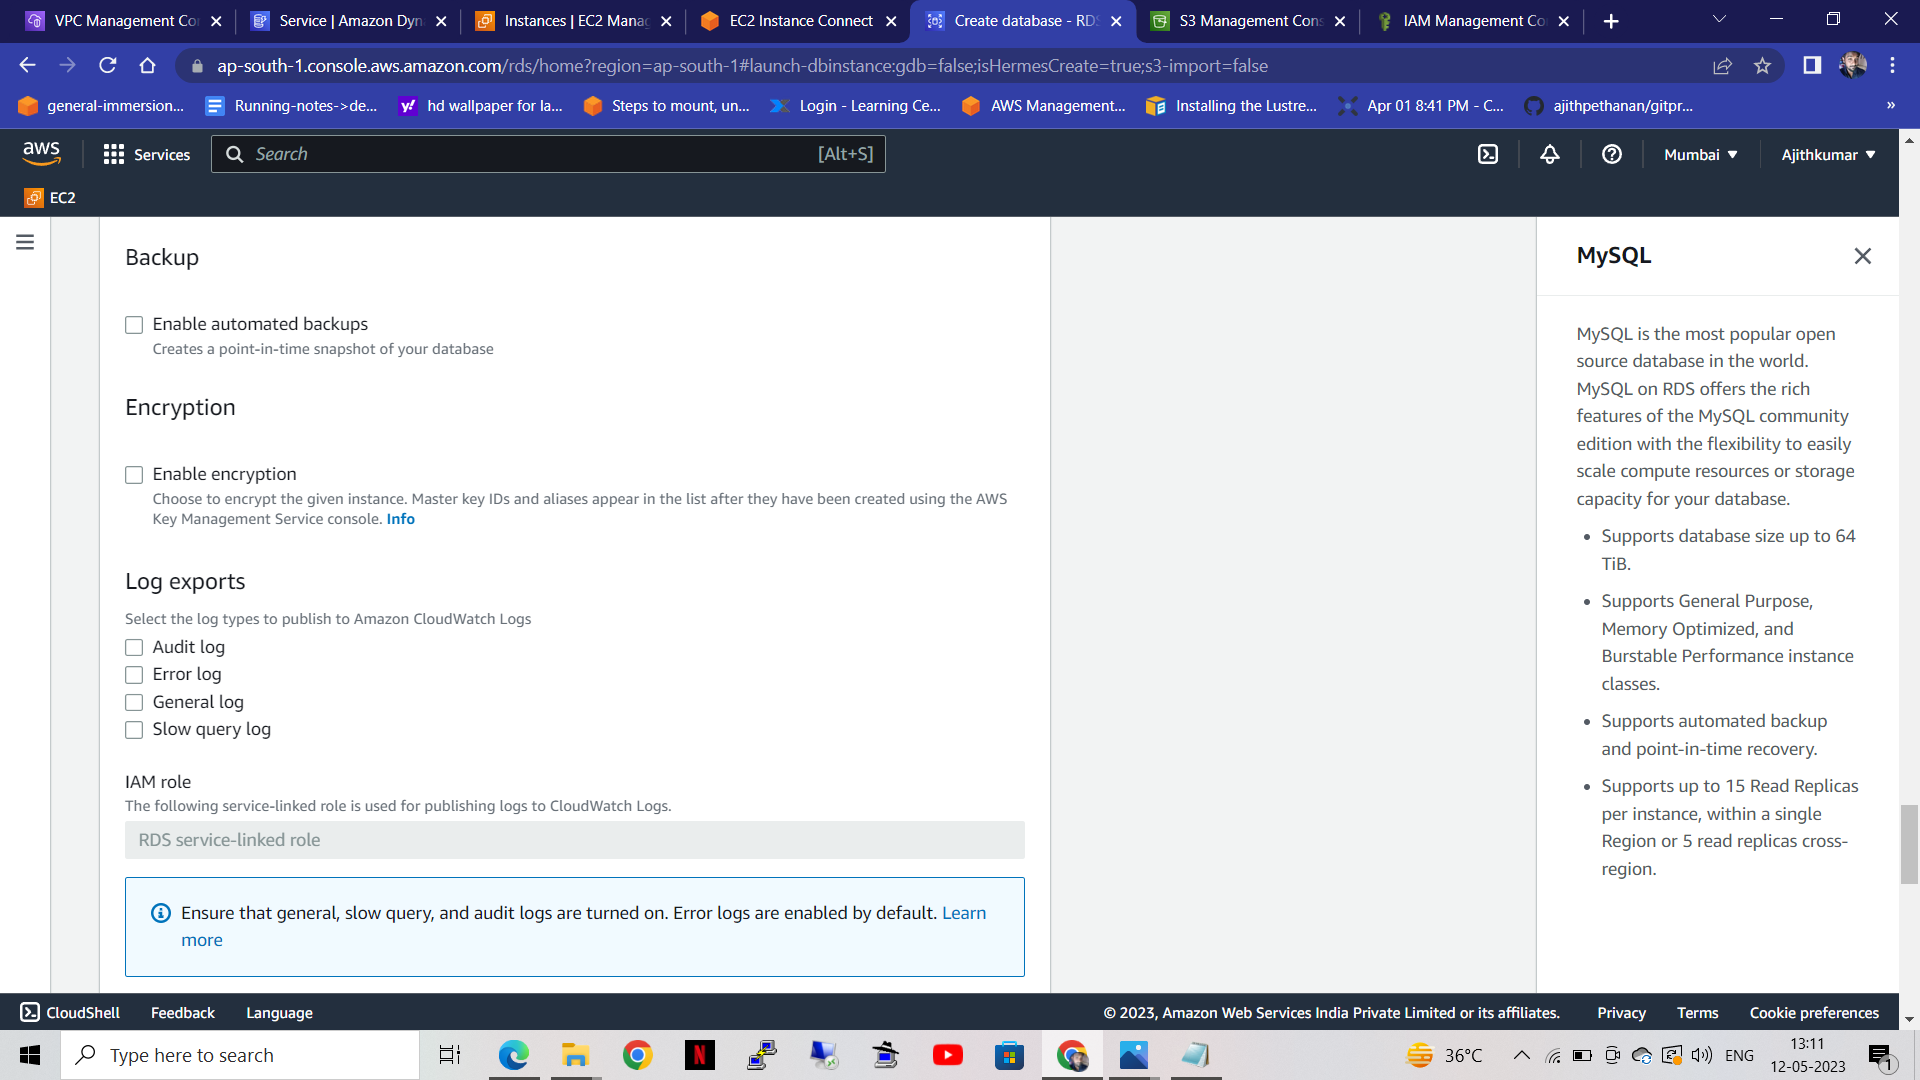 VPC Management Co
Service | Amazon Dyn
Instances | EC2 Manag
EC2 Instance Connect
Create database - RDS
S3 Management Cons
IAM Management Co
ap-south-1.console.aws.amazon.com/rds/home?region=ap-south-1#launch-dbinstance:gdb=false;isHermesCreate=true;s3-import=false
general-immersion...
Running-notes->de...
hd wallpaper for la...
Steps to mount, un...
Login - Learning Ce...
AWS Management...
Installing the Lustre...
Apr 01 8:41 PM - C...
ajithpethanan/gitpr...
»
aws
Services
Search
[Alt+S]
Mumbai
Ajithkumar
EC2
Backup
Enable automated backups
Creates a point-in-time snapshot of your database
Encryption
Enable encryption
Choose to encrypt the given instance. Master key IDs and aliases appear in the list after they have been created using the AWS
Key Management Service console. Info
Log exports
Select the log types to publish to Amazon CloudWatch Logs
Audit log
Error log
General log
Slow query log
IAM role
The following service-linked role is used for publishing logs to CloudWatch Logs.
RDS service-linked role
Ensure that general, slow query, and audit logs are turned on. Error logs are enabled by default. Learn
more
MySQL
MySQL is the most popular open
source database in the world.
MySQL on RDS offers the rich
features of the MySQL community
edition with the flexibility to easily
scale compute resources or storage
capacity for your database.
• Supports database size up to 64
TiB.
• Supports General Purpose,
Memory Optimized, and
Burstable Performance instance
classes.
• Supports automated backup
and point-in-time recovery.
• Supports up to 15 Read Replicas
per instance, within a single
Region or 5 read replicas cross-
region.
CloudShell
Feedback
Language
© 2023, Amazon Web Services India Private Limited or its affiliates.
Privacy
Terms
Cookie preferences
Type here to search
36°C
ENG
13:11
12-05-2023
1